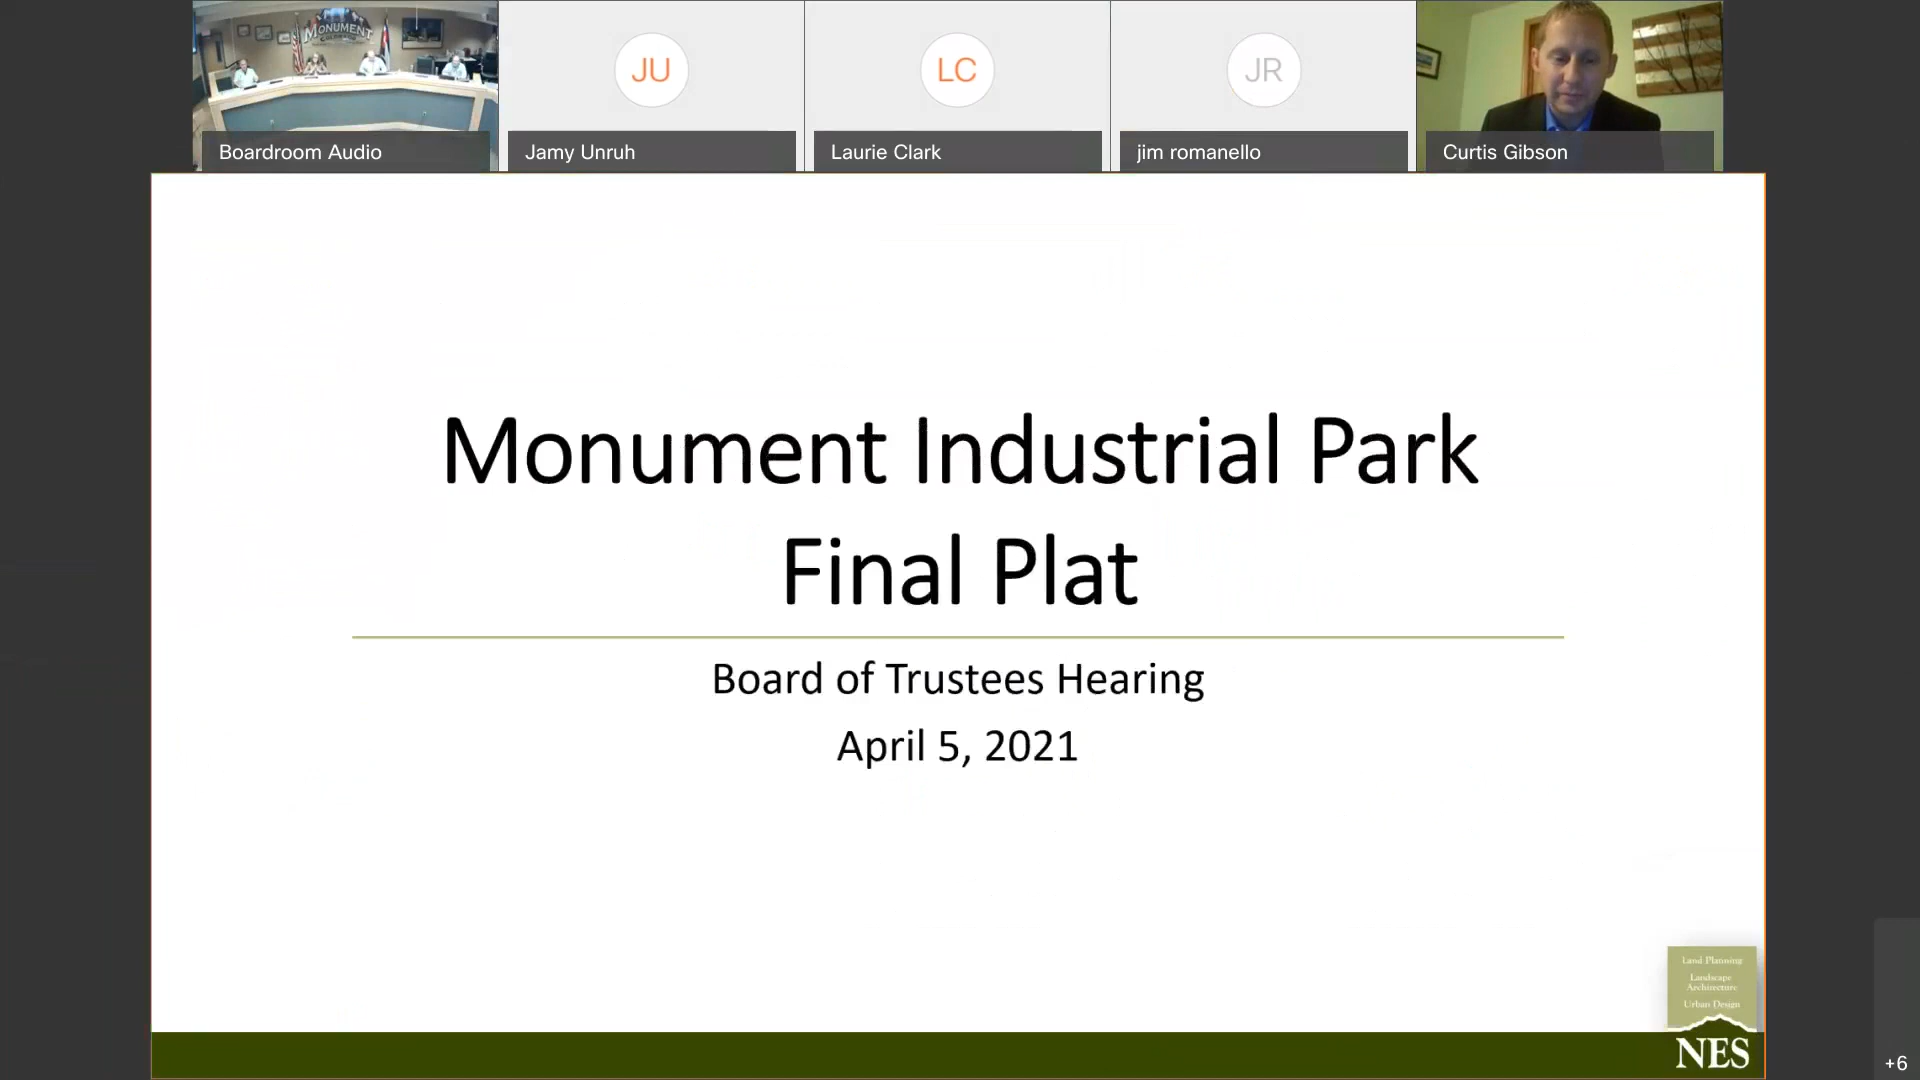 MONUMENT
JU
LC
JR
Boardroom Audio
Jamy Unruh
Laurie Clark
jim romanello
Curtis Gibson
Monument Industrial Park
Final Plat
Board of Trustees Hearing
April 5, 2021
Land Planning
Landscape
Architecture
Urban Design
NES
+6